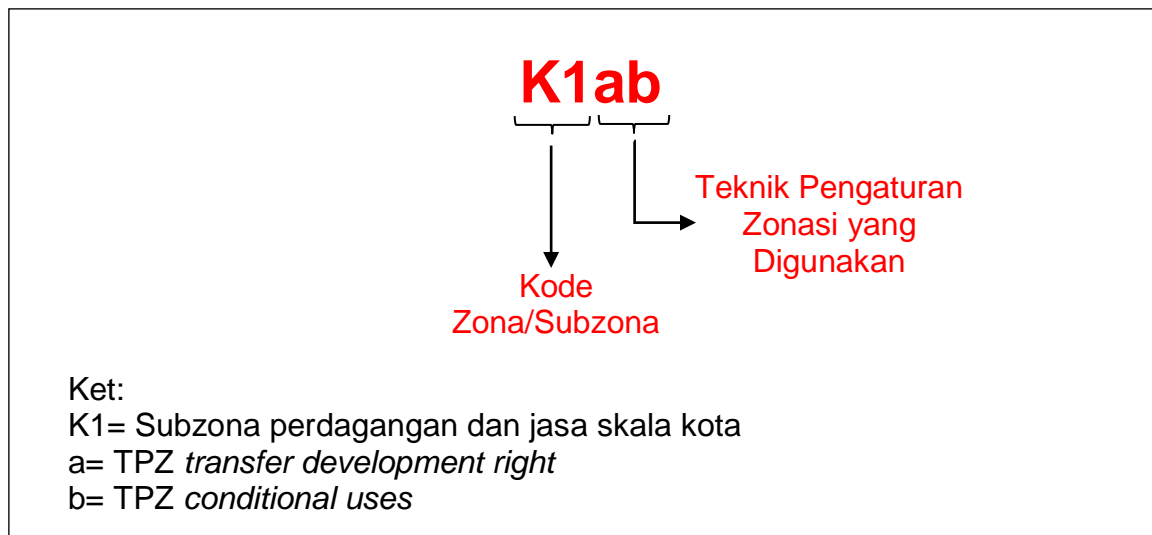 K1ab
Teknik Pengaturan
Zonasi yang
Digunakan
Kode
Zona/Subzona
Ket:
K1= Subzona perdagangan dan jasa skala kota
a= TPZ transfer development right
b= TPZ conditional uses